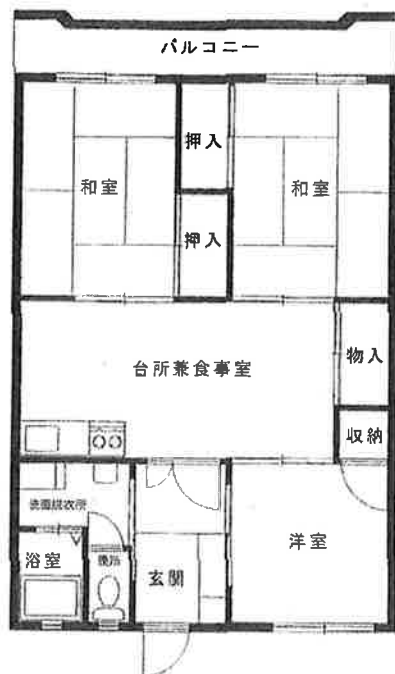 バルコニー
和室
押入
和室
押入
台所兼食事室
物入
収納
洗面脱衣所
浴室
便所
玄関
洋室